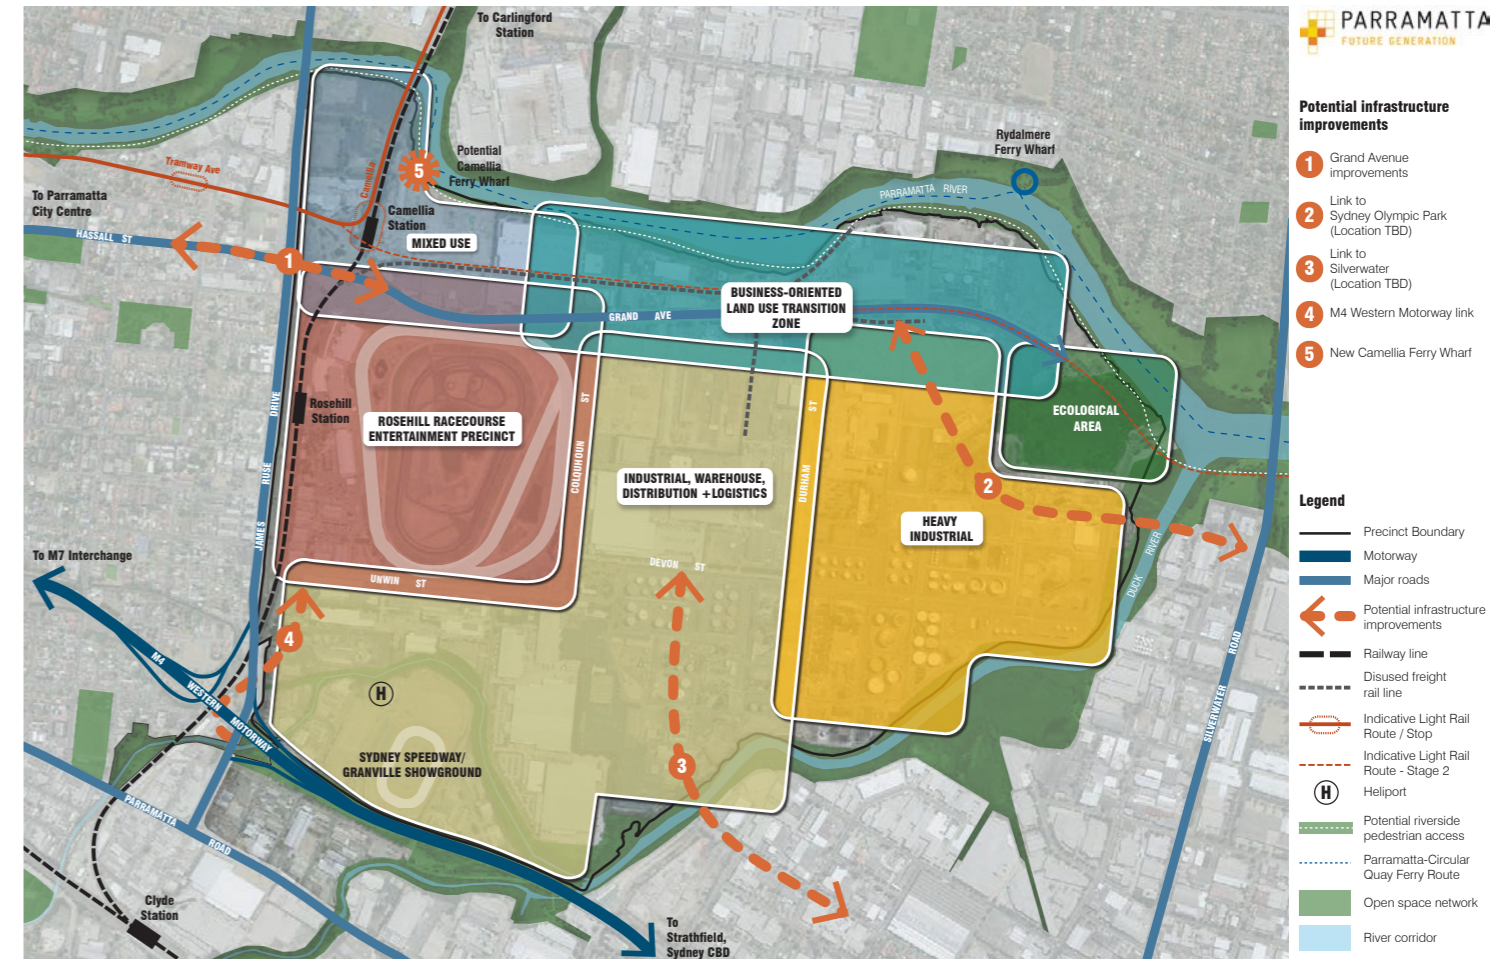 To Carlingford
Station
PARRAMATTA
FUTURE GENERATION
Potential infrastructure
improvements
1
Grand Avenue
improvements
2
Link to
Sydney Olympic Park
(Location TBD)
3
Link to
Silverwater
(Location TBD)
4
M4 Western Motorway link
5
New Camellia Ferry Wharf
Rydalmere
Ferry Wharf
5
Potential
Camellia
Ferry Wharf
Tramway Ave
Camellia
To Parramatta
City Centre
PARRAMATTA RIVER
Camellia
Station
MIXED USE
HASSALL ST
1
BUSINESS-ORIENTED
LAND USE TRANSITION
ZONE
GRAND AVE
Rosehill
Station
DRIVE
RUSE
JAMES
ROSEHILL RACECOURSE
ENTERTAINMENT PRECINCT
ST
COLQUHOUN
ST
DURHAM
INDUSTRIAL, WAREHOUSE,
DISTRIBUTION + LOGISTICS
ECOLOGICAL
AREA
2
HEAVY
INDUSTRIAL
Legend
Precinct Boundary
Motorway
Major roads
Potential infrastructure
improvements
Railway line
Disused freight
rail line
Indicative Light Rail
Route / Stop
Indicative Light Rail
Route - Stage 2
H
Heliport
Potential riverside
pedestrian access
Parramatta-Circular
Quay Ferry Route
Open space network
River corridor
To M7 Interchange
UNWIN ST
DEVON ST
DUCK RIVER
4
M4 WESTERN MOTORWAY
H
SILVERWATER ROAD
SYDNEY SPEEDWAY/
GRANVILLE SHOWGROUND
3
PARRAMATTA ROAD
Clyde
Station
To
Strathfield,
Sydney CBD